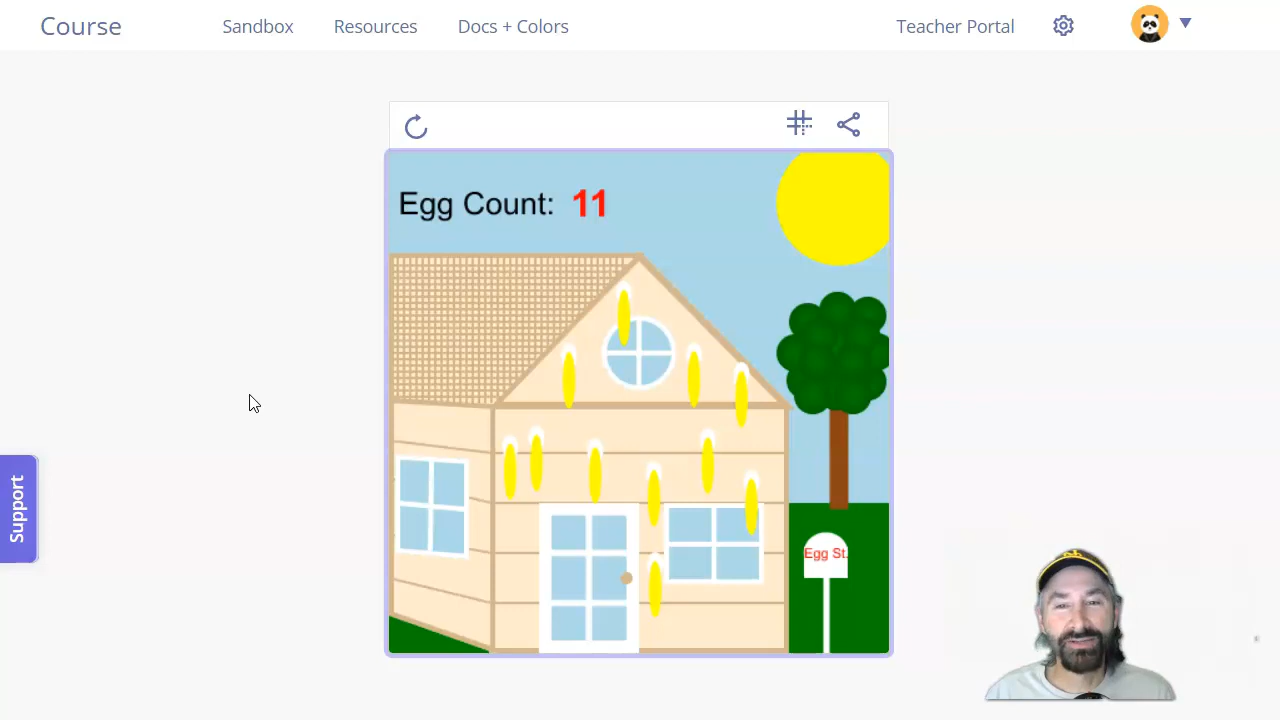 Course Sandbox Resources Docs + Colors Teacher Portal
Egg Count: 11
Egg St.
Support